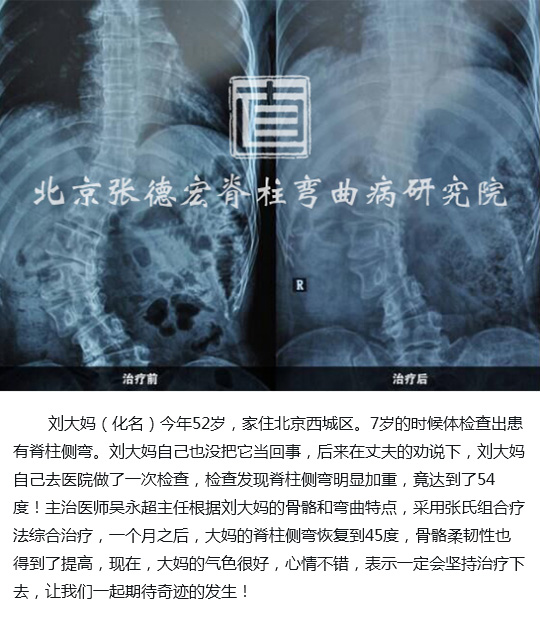 直
北京张德宏脊柱弯曲病研究院
R
治疗前
治疗后
刘大妈（化名）今年52岁，家住北京西城区。7岁的时候体检查出患
有脊柱侧弯。刘大妈自己也没把它当回事，后来在丈夫的劝说下，刘大妈
自己去医院做了一次检查，检查发现脊柱侧弯明显加重，竟达到了54
度！主治医师吴永超主任根据刘大妈的骨骼和弯曲特点，采用张氏组合疗
法综合治疗，一个月之后，大妈的脊柱侧弯恢复到45度，骨骼柔韧性也
得到了提高，现在，大妈的气色很好，心情不错，表示一定会坚持治疗下
去，让我们一起期待奇迹的发生！